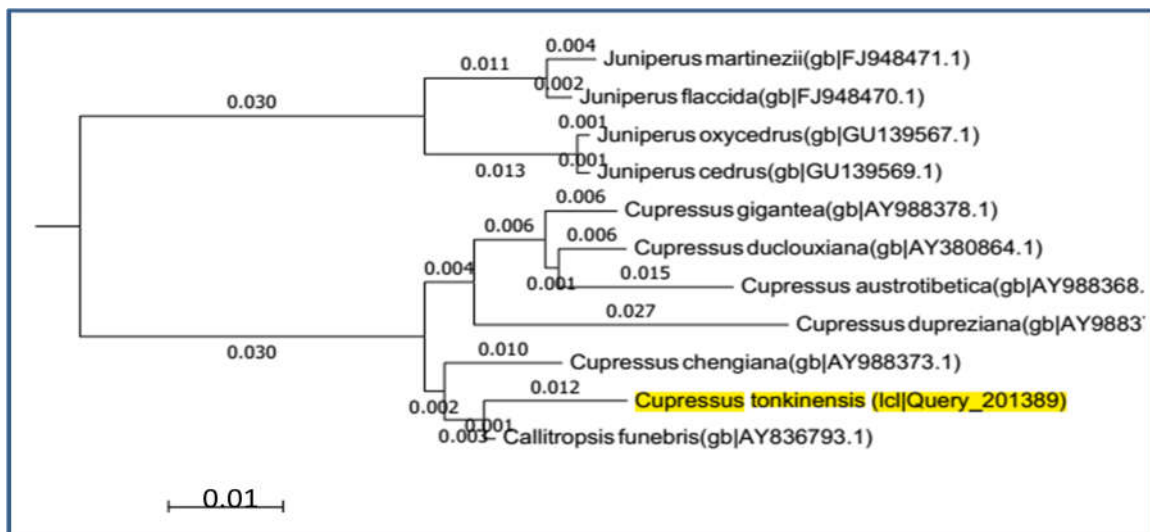 0.004
Juniperus martinezii(gb|FJ948471.1)
0.011
0.002
Juniperus flaccida(gb|FJ948470.1)
0.030
0.001
Juniperus oxycedrus(gb|GU139567.1)
0.001
Juniperus cedrus(gb|GU139569.1)
0.013
0.006
Cupressus gigantea(gb|AY988378.1)
0.006
0.006
Cupressus duclouxiana(gb|AY380864.1)
0.004
0.015
0.001
Cupressus austrotibetica(gb|AY988368.
0.027
Cupressus dupreziana(gb|AY9883
0.030
0.010
Cupressus chengiana(gb|AY988373.1)
0.012
Cupressus tonkinensis (lcl|Query_201389)
0.002
0.001
0.003
Callitropsis funebris(gb|AY836793.1)
0.01